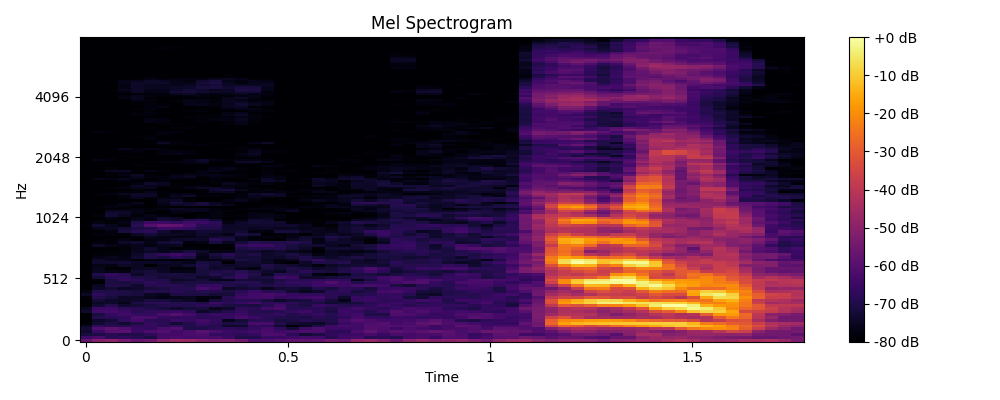 Mel Spectrogram
Hz
4096
2048
1024
512
0
0
0.5
1
1.5
Time
+0 dB
-10 dB
-20 dB
-30 dB
-40 dB
-50 dB
-60 dB
-70 dB
-80 dB